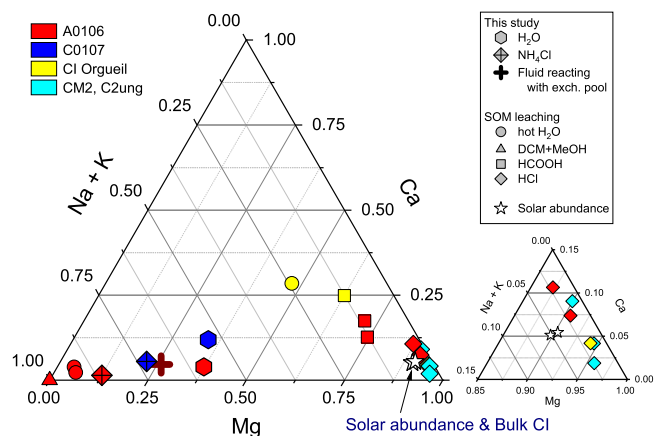 A0106
C0107
CI Orgueil
CM2, C2ung
0.00
1.00
0.25
0.75
Na + K
Ca
0.50
0.50
0.75
0.25
1.00
0.00
0.00
0.25
0.50
0.75
1.00
Mg
Solar abundance & Bulk CI
This study
H₂O
NH₄Cl
Fluid reacting
with exch. pool
SOM leaching
hot H₂O
DCM+MeOH
HCOOH
HCl
Solar abundance
0.00
0.15
Na + K
0.05
0.10
Ca
0.10
0.05
0.15
0.00
0.85
0.90
0.95
1.00
Mg